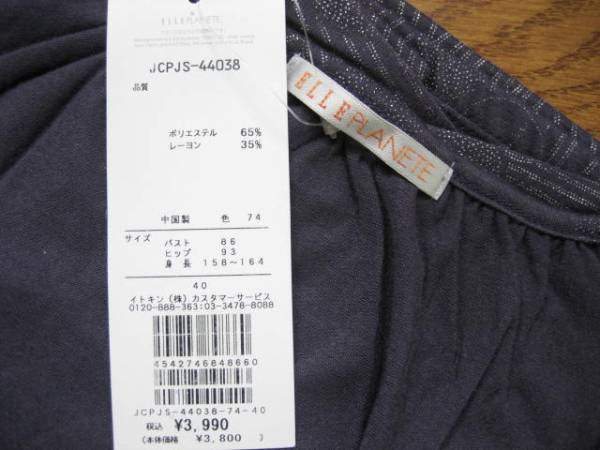 ELLEPLANETE
JCPJS-44038
品質
ポリエステル 65%
レーヨン 35%
中国製 色 74
サイズ
バスト 86
ヒップ 93
身長 158〜164
40
イトキン(株)カスタマーサービス
0120-888-363:03-3478-8088
4542746848660
JCPJS-44038-74-40
税込 ¥3,990
(本体価格 ¥3,800)
ELLEPLANETE